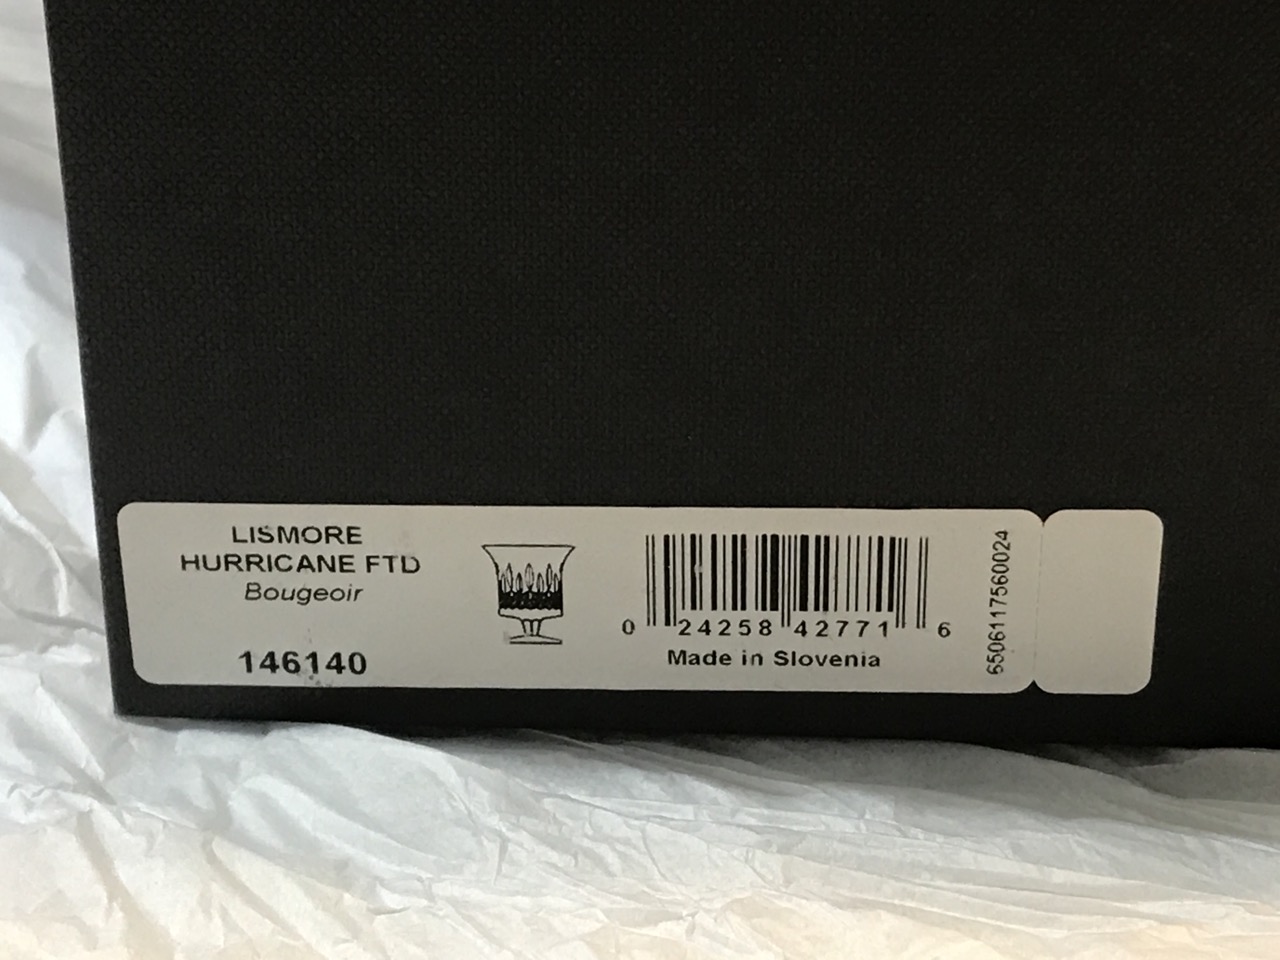 LISMORE
HURRICANE FTD
Bougeoir
146140
0 24258 42771 6
Made in Slovenia
6506117560024